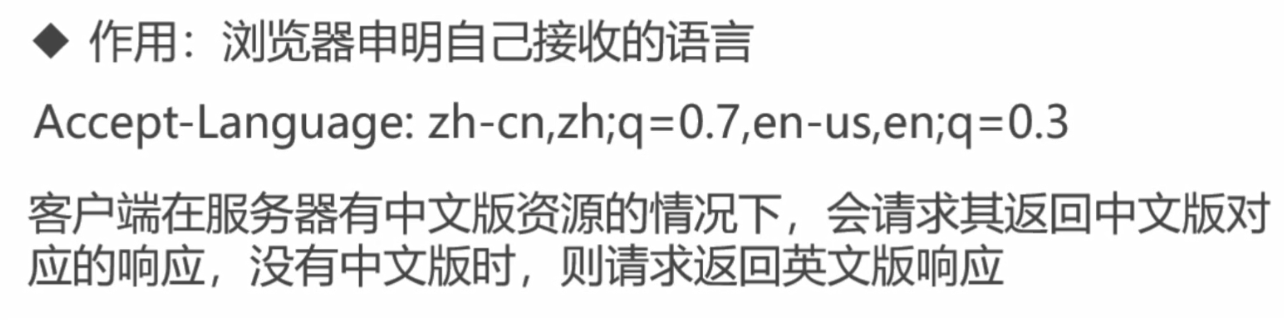 ◆ 作用：浏览器申明自己接收的语言
Accept-Language: zh-cn,zh;q=0.7,en-us,en;q=0.3
客户端在服务器有中文版资源的情况下，会请求其返回中文版对
应的响应，没有中文版时，则请求返回英文版响应